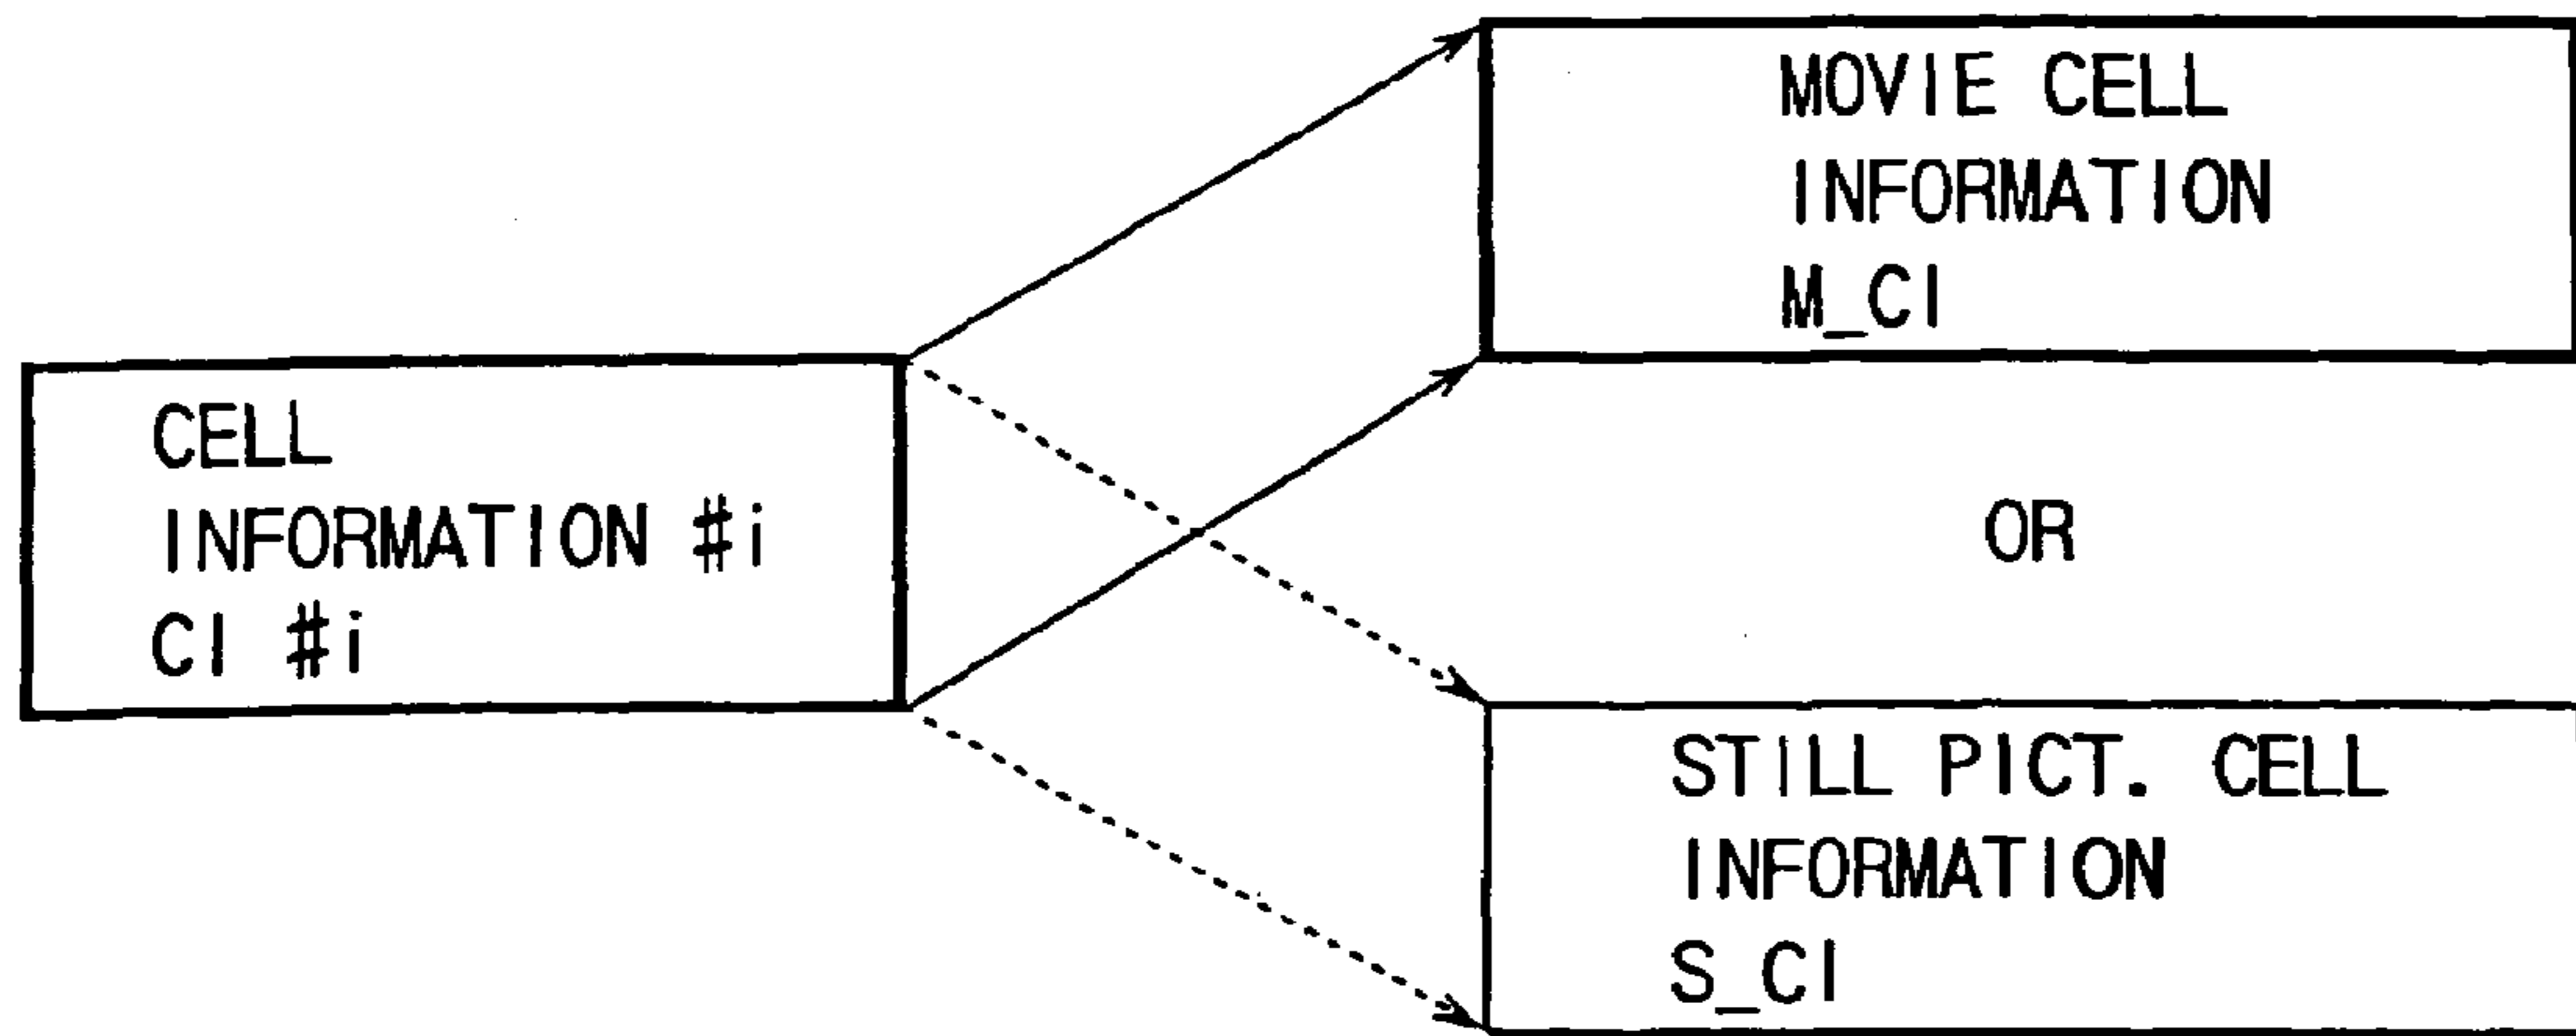 CELL
INFORMATION #i
CI #i
MOVIE CELL
INFORMATION
M_CI
OR
STILL PICT. CELL
INFORMATION
S_CI